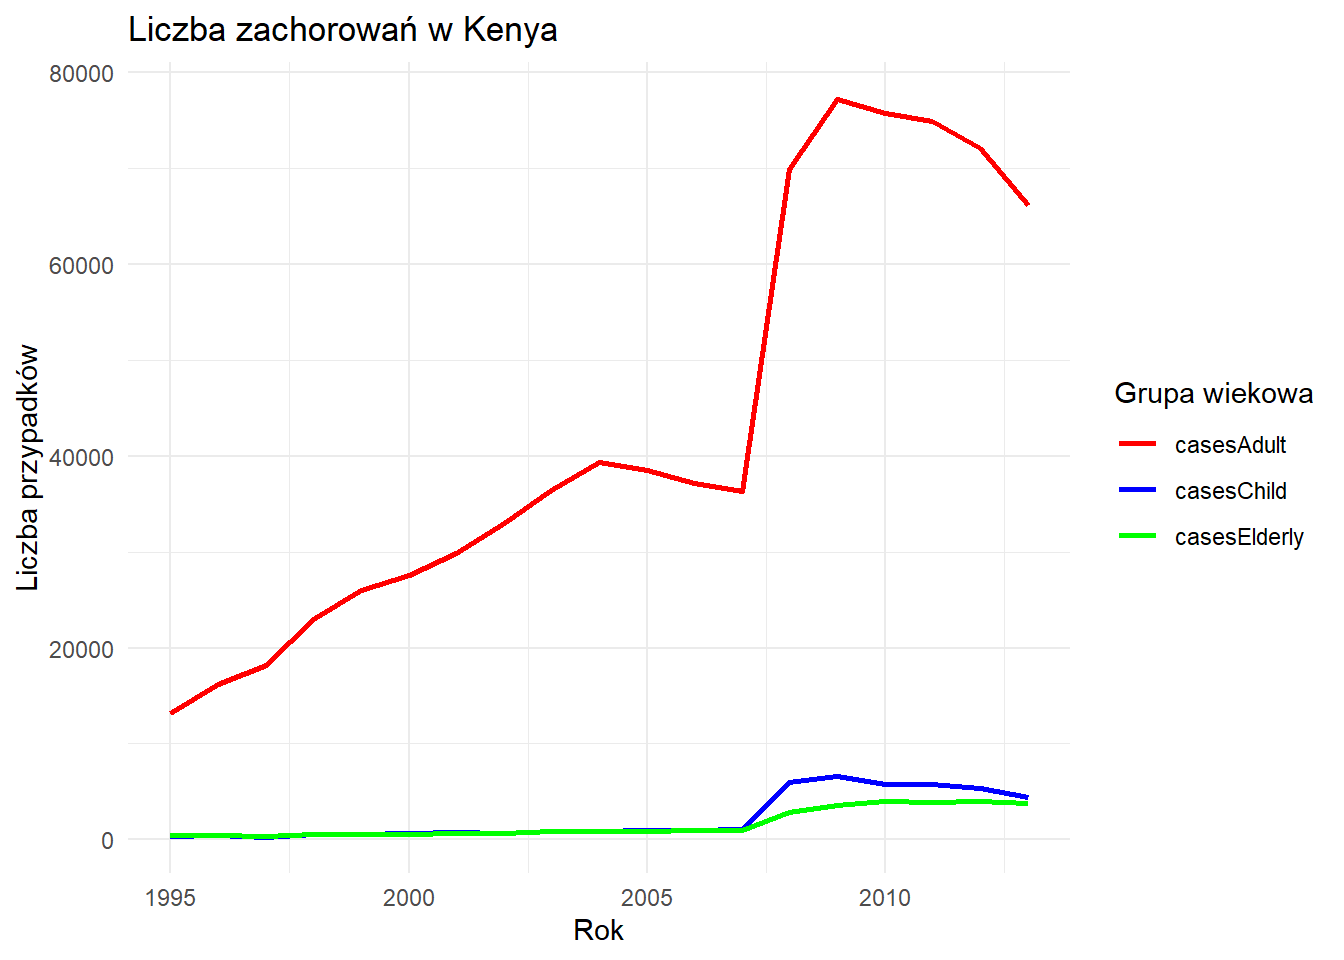 Liczba zachorowań w Kenya
Liczba przypadków
80000
60000
40000
20000
0
1995
2000
2005
2010
Rok
Grupa wiekowa
casesAdult
casesChild
casesElderly